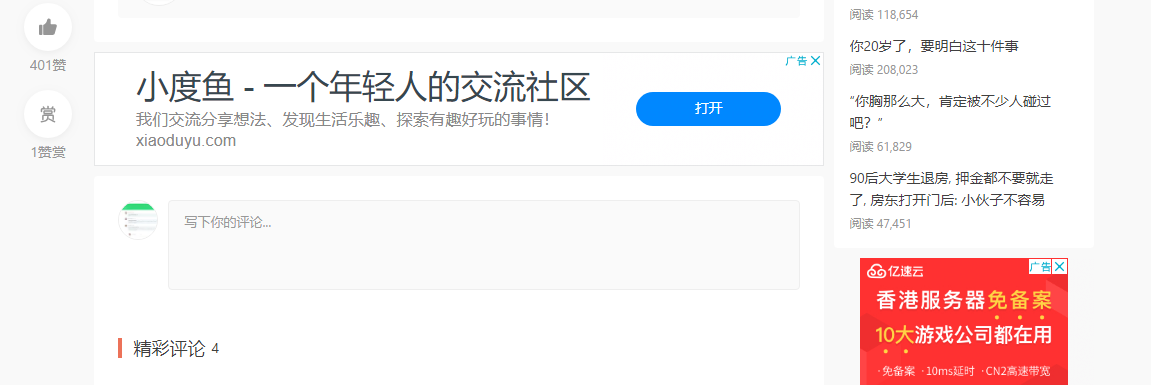 401赞
赏
1赞赏
广告
小度鱼 - 一个年轻人的交流社区
我们交流分享想法、发现生活乐趣、探索有趣好玩的事情！
xiaoduyu.com
打开
写下你的评论...
精彩评论 4
阅读 118,654
你20岁了，要明白这十件事
阅读 208,023
“你胸那么大，肯定被不少人碰过
吧？”
阅读 61,829
90后大学生退房, 押金都不要就走
了, 房东打开门后: 小伙子不容易
阅读 47,451
亿速云
广告
香港服务器免备案
10大游戏公司都在用
·免备案 ·10ms延时 ·CN2高速带宽